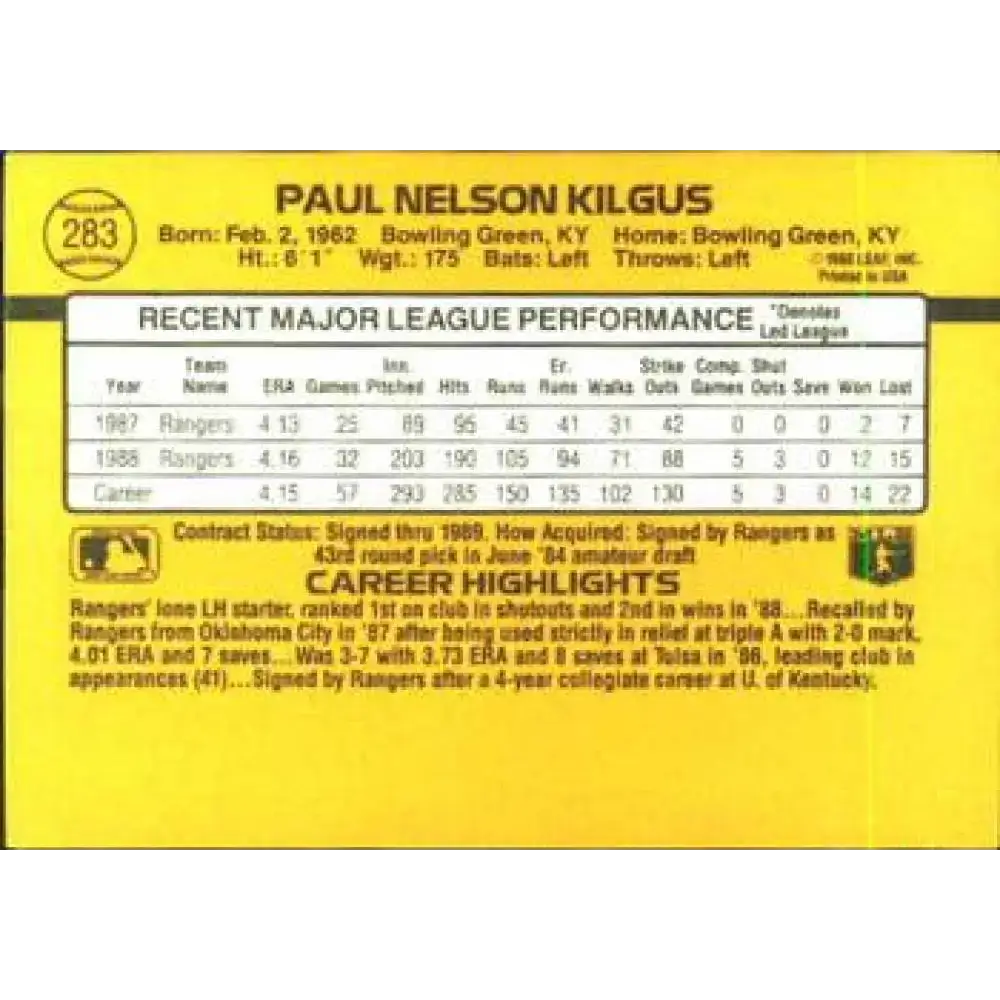 283
PAUL NELSON KILGUS
Born: Feb. 2, 1962 Bowling Green, KY Home: Bowling Green, KY
Ht.: 6'1" Wgt.: 175 Bats: Left Throws: Left
© 1988 LEAF, INC.
Printed in USA
RECENT MAJOR LEAGUE PERFORMANCE
*Denotes
Led League
Year Team Name ERA Games Inn. Pitched Hits Runs Er. Runs Walks Strike Outs Comp. Games Shut Outs Save Won Lost
1987 Rangers 4.13 25 89 95 45 41 31 42 0 0 0 2 7
1988 Rangers 4.16 32 203 190 105 94 71 88 5 3 0 12 15
Career 4.15 57 293 285 150 135 102 130 5 3 0 14 22
Contract Status: Signed thru 1989. How Acquired: Signed by Rangers as
43rd round pick in June '84 amateur draft
CAREER HIGHLIGHTS
Rangers' lone LH starter, ranked 1st on club in shutouts and 2nd in wins in '88...Recalled by
Rangers from Oklahoma City in '87 after being used strictly in relief at triple A with 2-0 mark,
4.01 ERA and 7 saves...Was 3-7 with 3.73 ERA and 8 saves at Tulsa in '86, leading club in
appearances (41)...Signed by Rangers after a 4-year collegiate career at U. of Kentucky.